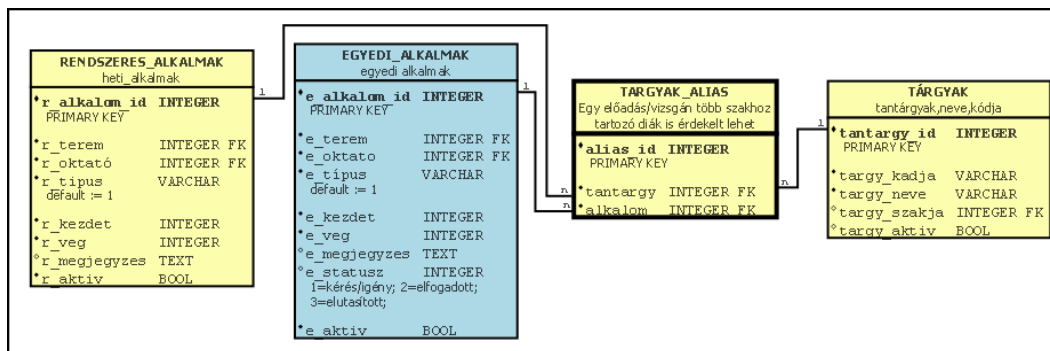 RENDSZERES_ALKALMAK
heti_alkalmak
r_alkalom_id INTEGER
PRIMARY KEY
r_terem INTEGER FK
r_oktató INTEGER FK
r_tipus VARCHAR
default := 1
r_kezdet INTEGER
r_veg INTEGER
r_megjegyzes TEXT
r_aktiv BOOL
1
EGYEDI_ALKALMAK
egyedi alkalmak
e_alkalom_id INTEGER
PRIMARY KEY
e_terem INTEGER FK
e_oktato INTEGER FK
e_típus VARCHAR
default := 1
e_kezdet INTEGER
e_veg INTEGER
e_megjegyzes TEXT
e_statusz INTEGER
1=kérés/igény; 2=elfogadott;
3=elutasított;
e_aktiv BOOL
1
n
n
TARGYAK_ALIAS
Egy előadás/vizsgán több szakhoz
tartozó diák is érdekelt lehet
alias_id INTEGER
PRIMARY KEY
tantargy INTEGER FK
alkalom INTEGER FK
n
1
TÁRGYAK
tantárgyak,neve,kódja
tantargy_id INTEGER
PRIMARY KEY
targy_kadja VARCHAR
targy_neve VARCHAR
targy_szakja INTEGER FK
targy_aktiv BOOL